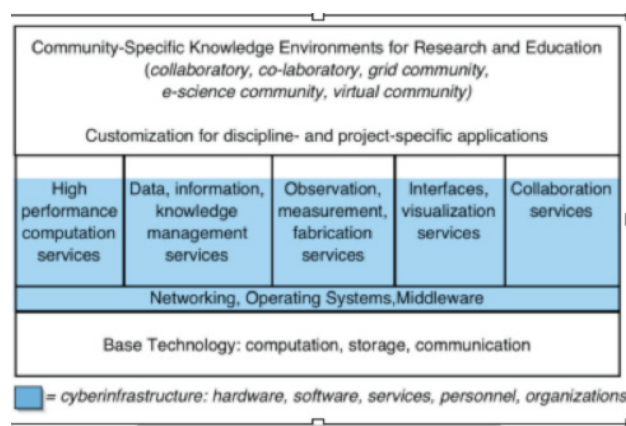 Community-Specific Knowledge Environments for Research and Education
(collaboratory, co-laboratory, grid community,
e-science community, virtual community)
Customization for discipline- and project-specific applications
High
performance
computation
services
Data, information,
knowledge
management
services
Observation,
measurement,
fabrication
services
Interfaces,
visualization
services
Collaboration
services
Networking, Operating Systems,Middleware
Base Technology: computation, storage, communication
= cyberinfrastructure: hardware, software, services, personnel, organizations